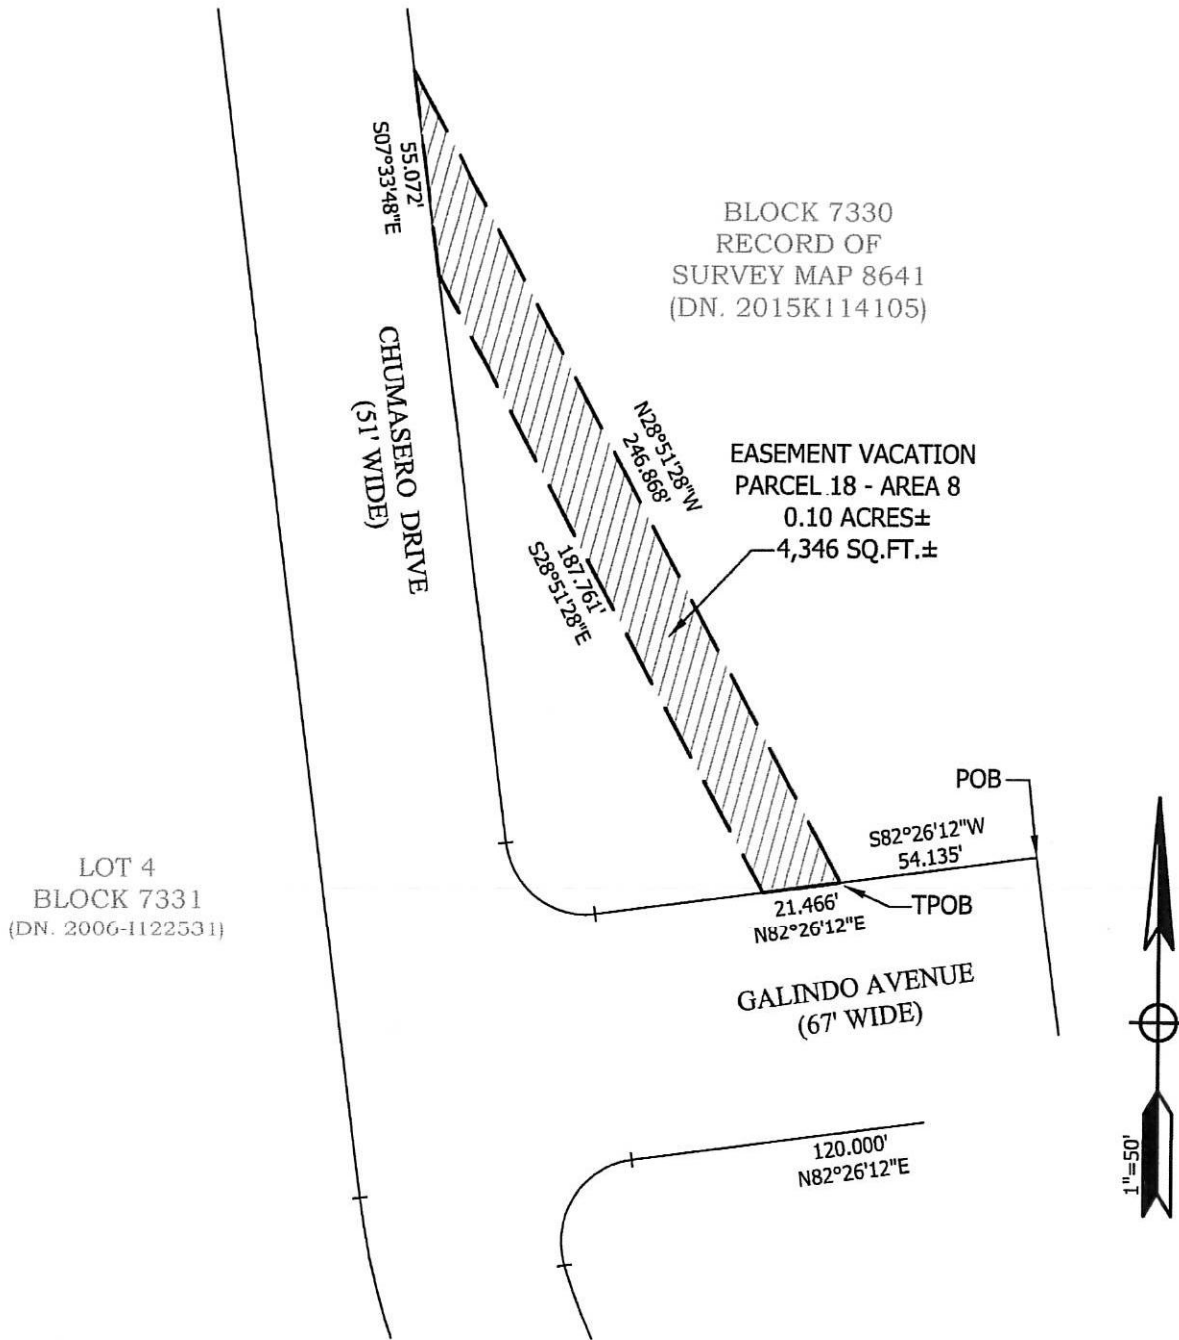 55.072'
S07°33'48"E
BLOCK 7330
RECORD OF
SURVEY MAP 8641
(DN. 2015K114105)
CHUMASERO DRIVE
(51' WIDE)
N28°51'28"W
246.868'
EASEMENT VACATION
PARCEL 18 - AREA 8
0.10 ACRES±
4,346 SQ.FT.±
187.761'
S28°51'28"E
POB
S82°26'12"W
54.135'
LOT 4
BLOCK 7331
(DN. 2006-I122531)
21.466'
N82°26'12"E
TPOB
GALINDO AVENUE
(67' WIDE)
120.000'
N82°26'12"E
1"=50'